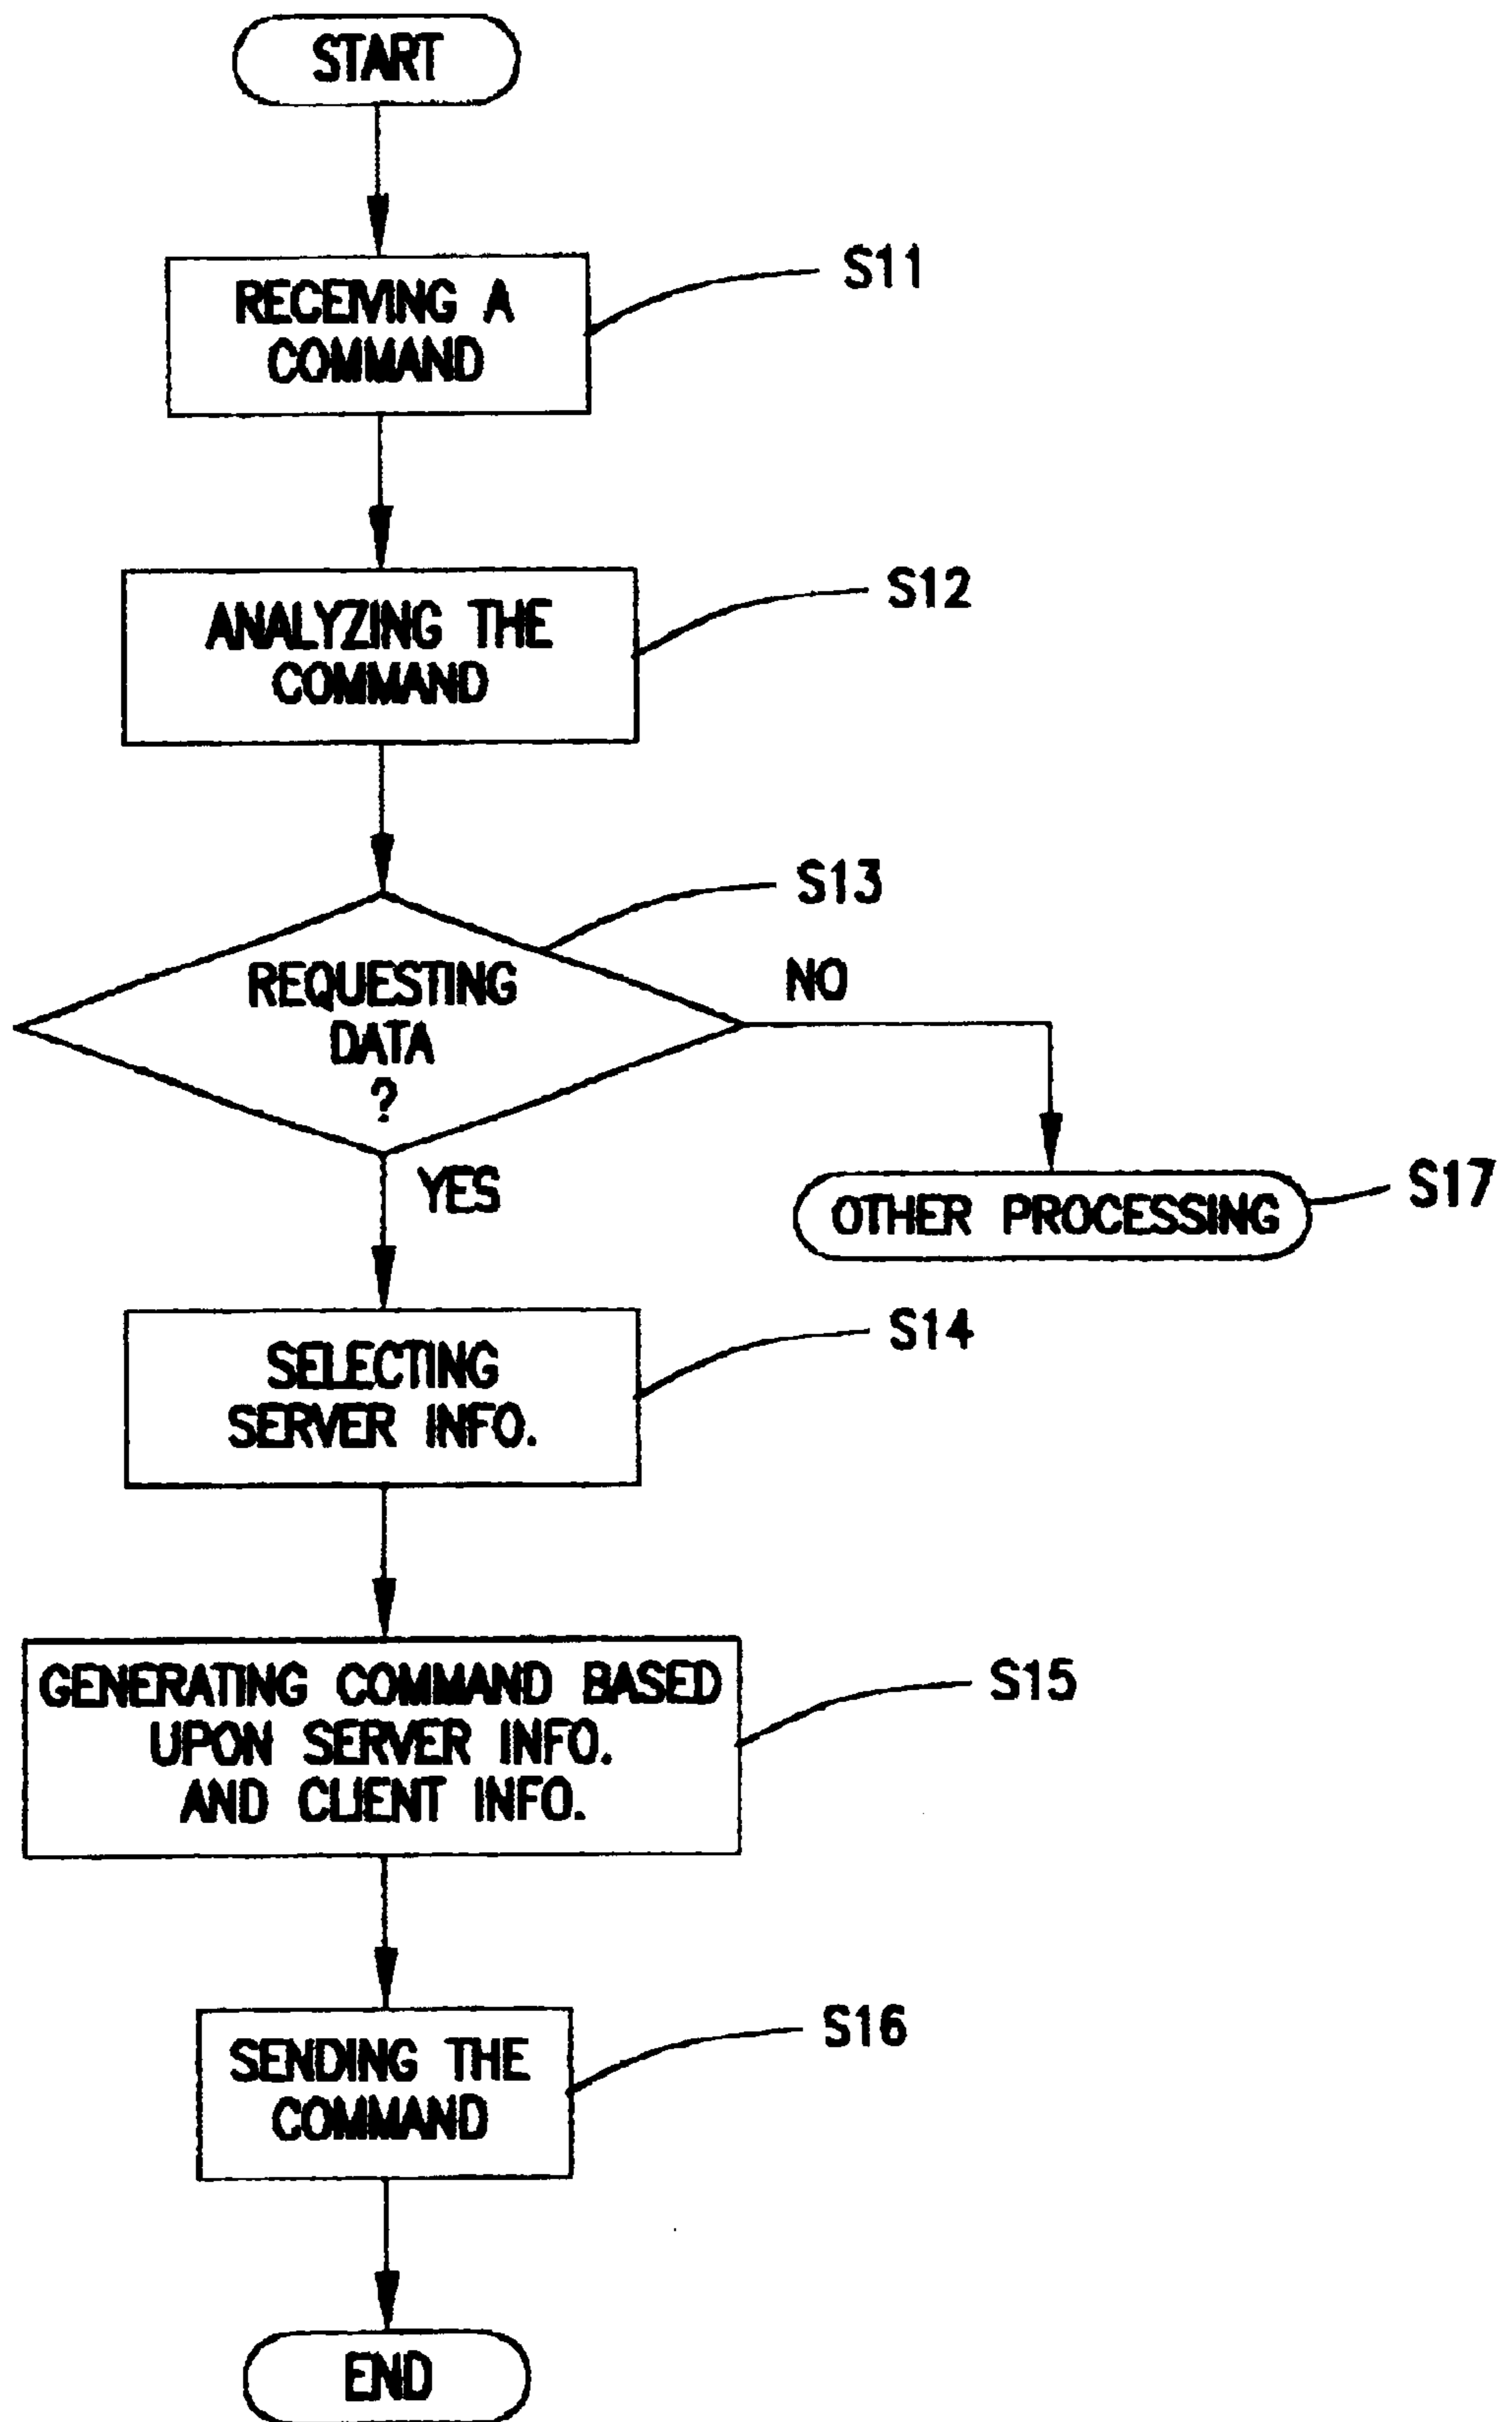 START
S11
RECEIVING A
COMMAND
S12
ANALYZING THE
COMMAND
S13
REQUESTING
DATA
?
NO
YES
S17
OTHER PROCESSING
S14
SELECTING
SERVER INFO.
S15
GENERATING COMMAND BASED
UPON SERVER INFO.
AND CLIENT INFO.
S16
SENDING THE
COMMAND
END